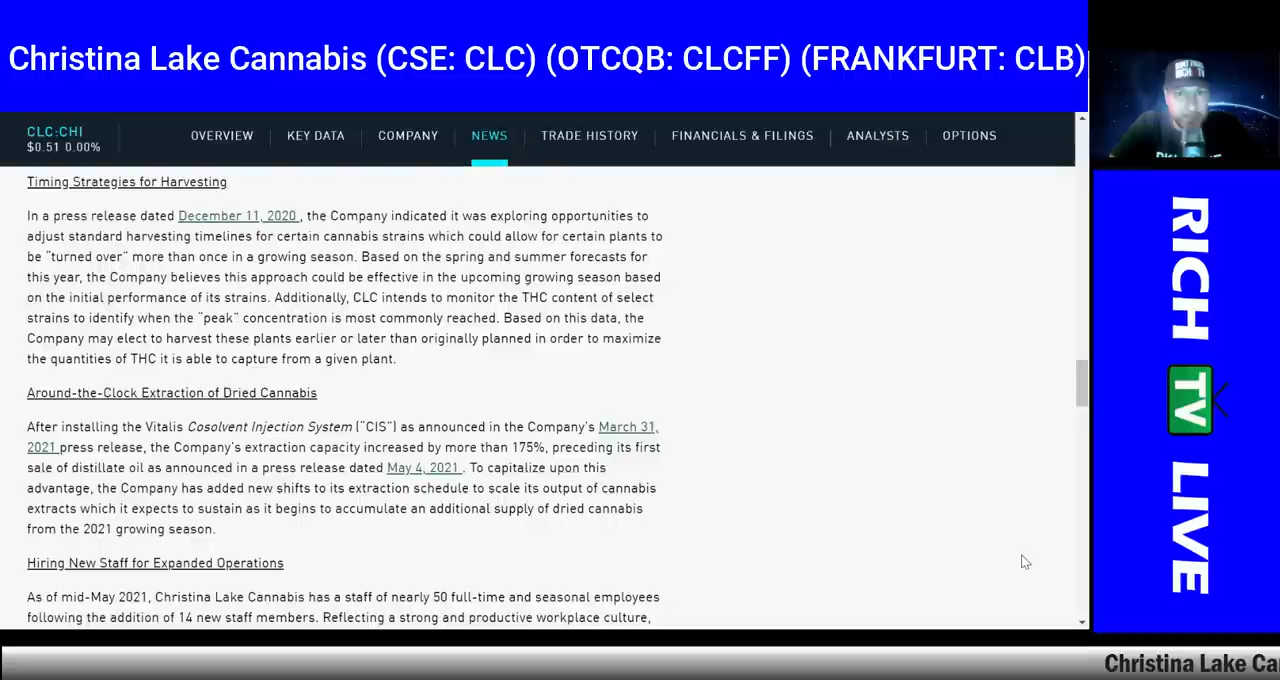 Christina Lake Cannabis (CSE: CLC) (OTCQB: CLCFF) (FRANKFURT: CLB)
CLC:CHI
$0.51 0.00%
OVERVIEW
KEY DATA
COMPANY
NEWS
TRADE HISTORY
FINANCIALS & FILINGS
ANALYSTS
OPTIONS
Timing Strategies for Harvesting
In a press release dated December 11, 2020 , the Company indicated it was exploring opportunities to
adjust standard harvesting timelines for certain cannabis strains which could allow for certain plants to
be “turned over” more than once in a growing season. Based on the spring and summer forecasts for
this year, the Company believes this approach could be effective in the upcoming growing season based
on the initial performance of its strains. Additionally, CLC intends to monitor the THC content of select
strains to identify when the “peak” concentration is most commonly reached. Based on this data, the
Company may elect to harvest these plants earlier or later than originally planned in order to maximize
the quantities of THC it is able to capture from a given plant.
Around-the-Clock Extraction of Dried Cannabis
After installing the Vitalis Cosolvent Injection System (“CIS”) as announced in the Company’s March 31,
2021 press release, the Company’s extraction capacity increased by more than 175%, preceding its first
sale of distillate oil as announced in a press release dated May 4, 2021 . To capitalize upon this
advantage, the Company has added new shifts to its extraction schedule to scale its output of cannabis
extracts which it expects to sustain as it begins to accumulate an additional supply of dried cannabis
from the 2021 growing season.
Hiring New Staff for Expanded Operations
As of mid-May 2021, Christina Lake Cannabis has a staff of nearly 50 full-time and seasonal employees
following the addition of 14 new staff members. Reflecting a strong and productive workplace culture,
RICH TV LIVE
Christina Lake Ca